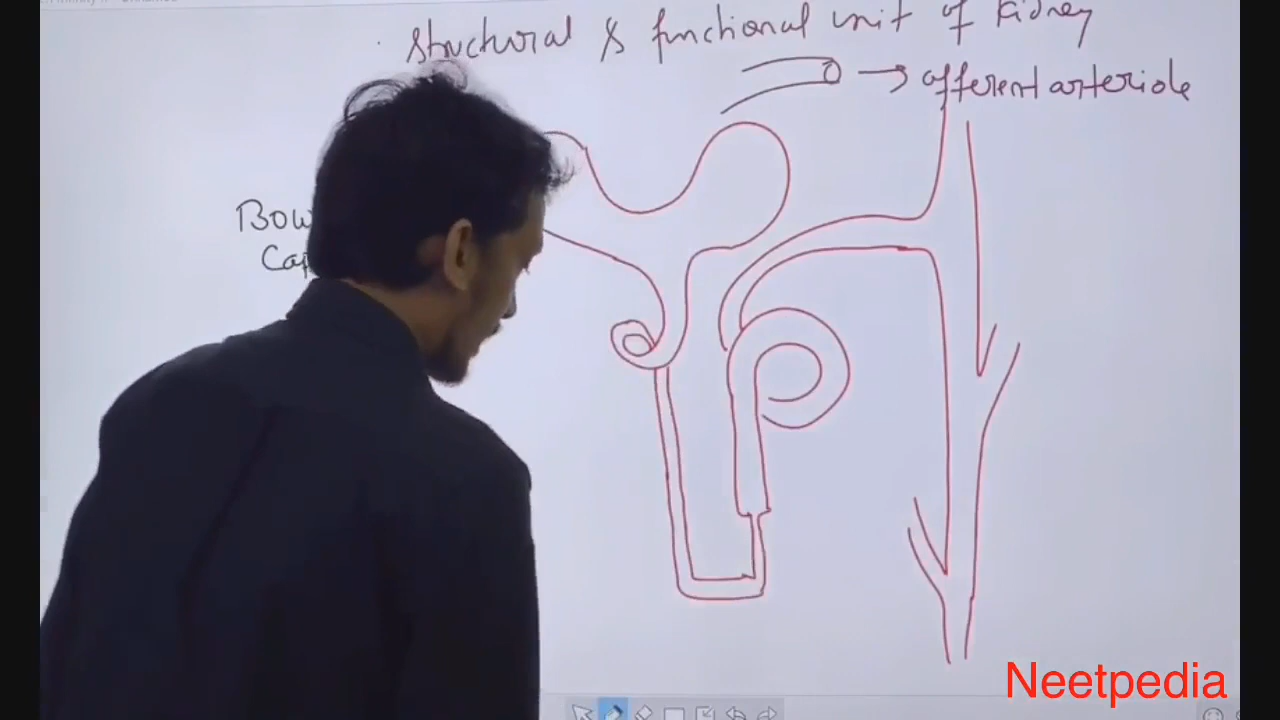 Structural & functional unit of kidney
→ afferent arteriole
Neetpedia